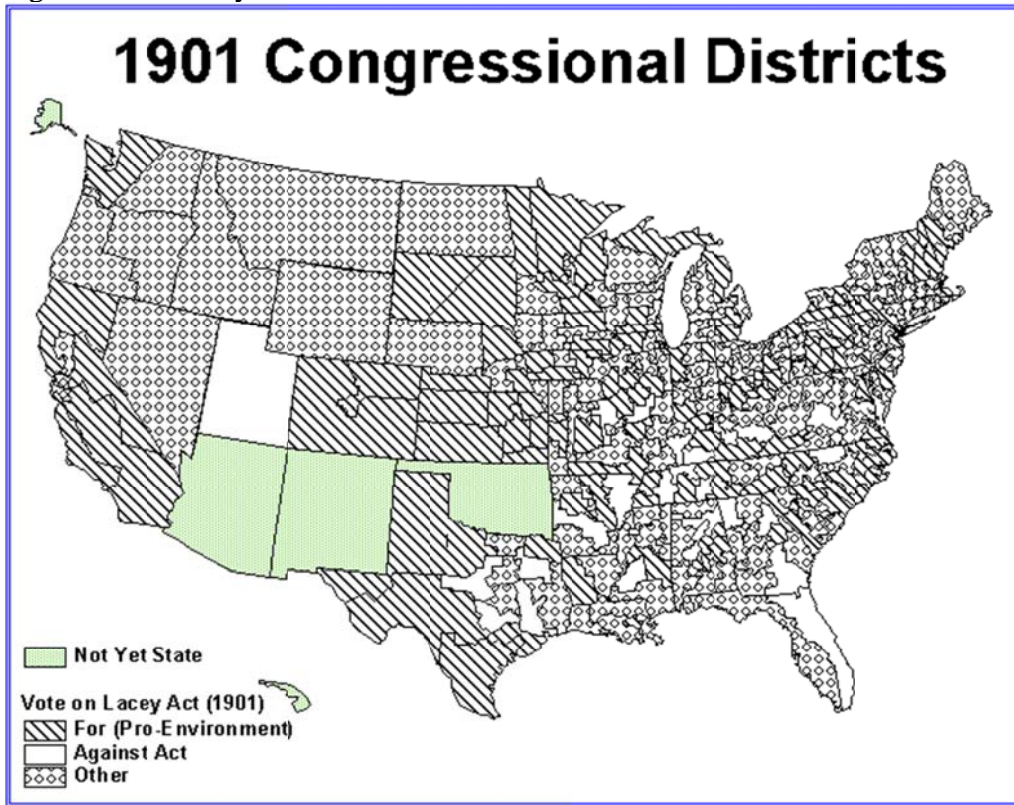 1901 Congressional Districts
Not Yet State
Vote on Lacey Act (1901)
For (Pro-Environment)
Against Act
Other